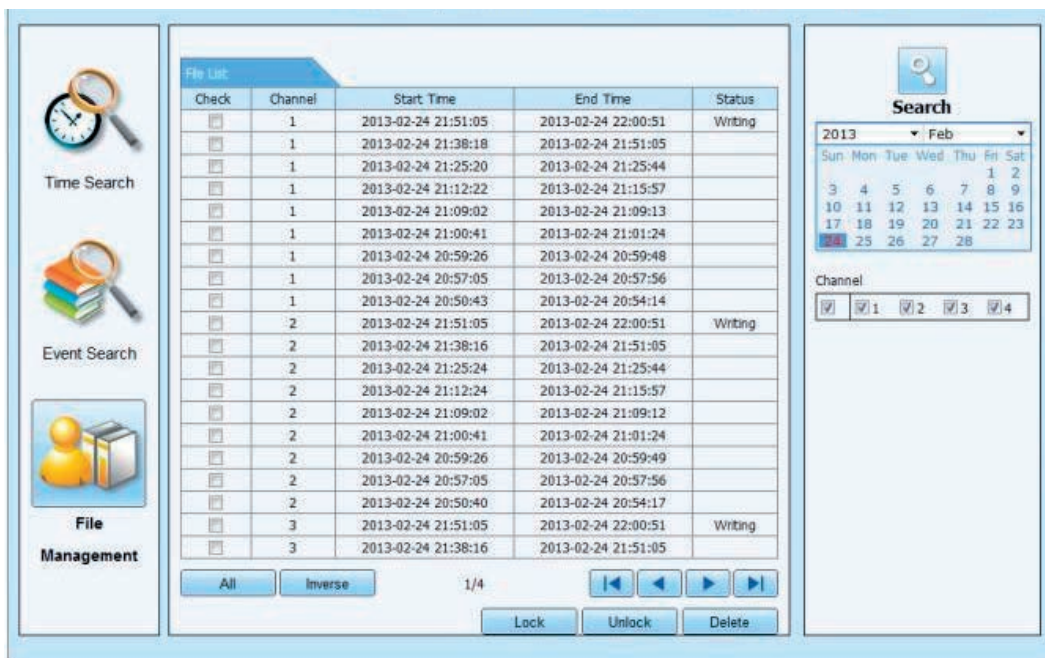 Time Search
Event Search
File
Management
File List
Check Channel Start Time End Time Status
1 2013-02-24 21:51:05 2013-02-24 22:00:51 Writing
1 2013-02-24 21:38:18 2013-02-24 21:51:05
1 2013-02-24 21:25:20 2013-02-24 21:25:44
1 2013-02-24 21:12:22 2013-02-24 21:15:57
1 2013-02-24 21:09:02 2013-02-24 21:09:13
1 2013-02-24 21:00:41 2013-02-24 21:01:24
1 2013-02-24 20:59:26 2013-02-24 20:59:48
1 2013-02-24 20:57:05 2013-02-24 20:57:56
1 2013-02-24 20:50:43 2013-02-24 20:54:14
2 2013-02-24 21:51:05 2013-02-24 22:00:51 Writing
2 2013-02-24 21:38:16 2013-02-24 21:51:05
2 2013-02-24 21:25:24 2013-02-24 21:25:44
2 2013-02-24 21:12:24 2013-02-24 21:15:57
2 2013-02-24 21:09:02 2013-02-24 21:09:12
2 2013-02-24 21:00:41 2013-02-24 21:01:24
2 2013-02-24 20:59:26 2013-02-24 20:59:49
2 2013-02-24 20:57:05 2013-02-24 20:57:56
2 2013-02-24 20:50:40 2013-02-24 20:54:17
3 2013-02-24 21:51:05 2013-02-24 22:00:51 Writing
3 2013-02-24 21:38:16 2013-02-24 21:51:05
All Inverse 1/4
Lock Unlock Delete
Search
2013 Feb
Sun Mon Tue Wed Thu Fri Sat
1 2
3 4 5 6 7 8 9
10 11 12 13 14 15 16
17 18 19 20 21 22 23
24 25 26 27 28
Channel
1 2 3 4